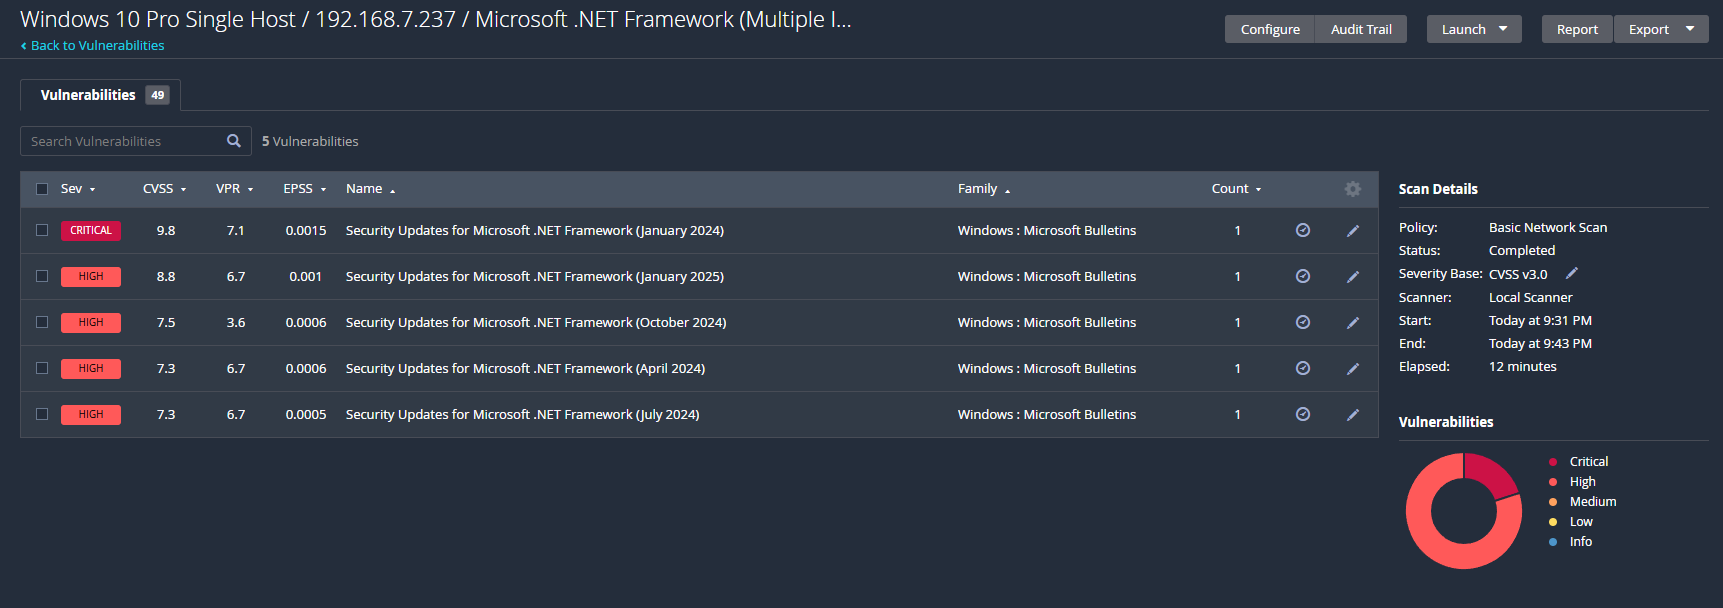 Windows 10 Pro Single Host / 192.168.7.237 / Microsoft .NET Framework (Multiple I...
Back to Vulnerabilities
Configure Audit Trail Launch Report Export
Vulnerabilities 49
Search Vulnerabilities 5 Vulnerabilities
Sev CVSS VPR EPSS Name Family Count
CRITICAL 9.8 7.1 0.0015 Security Updates for Microsoft .NET Framework (January 2024) Windows : Microsoft Bulletins 1
HIGH 8.8 6.7 0.001 Security Updates for Microsoft .NET Framework (January 2025) Windows : Microsoft Bulletins 1
HIGH 7.5 3.6 0.0006 Security Updates for Microsoft .NET Framework (October 2024) Windows : Microsoft Bulletins 1
HIGH 7.3 6.7 0.0006 Security Updates for Microsoft .NET Framework (April 2024) Windows : Microsoft Bulletins 1
HIGH 7.3 6.7 0.0005 Security Updates for Microsoft .NET Framework (July 2024) Windows : Microsoft Bulletins 1
Scan Details
Policy: Basic Network Scan
Status: Completed
Severity Base: CVSS v3.0
Scanner: Local Scanner
Start: Today at 9:31 PM
End: Today at 9:43 PM
Elapsed: 12 minutes
Vulnerabilities
Critical
High
Medium
Low
Info